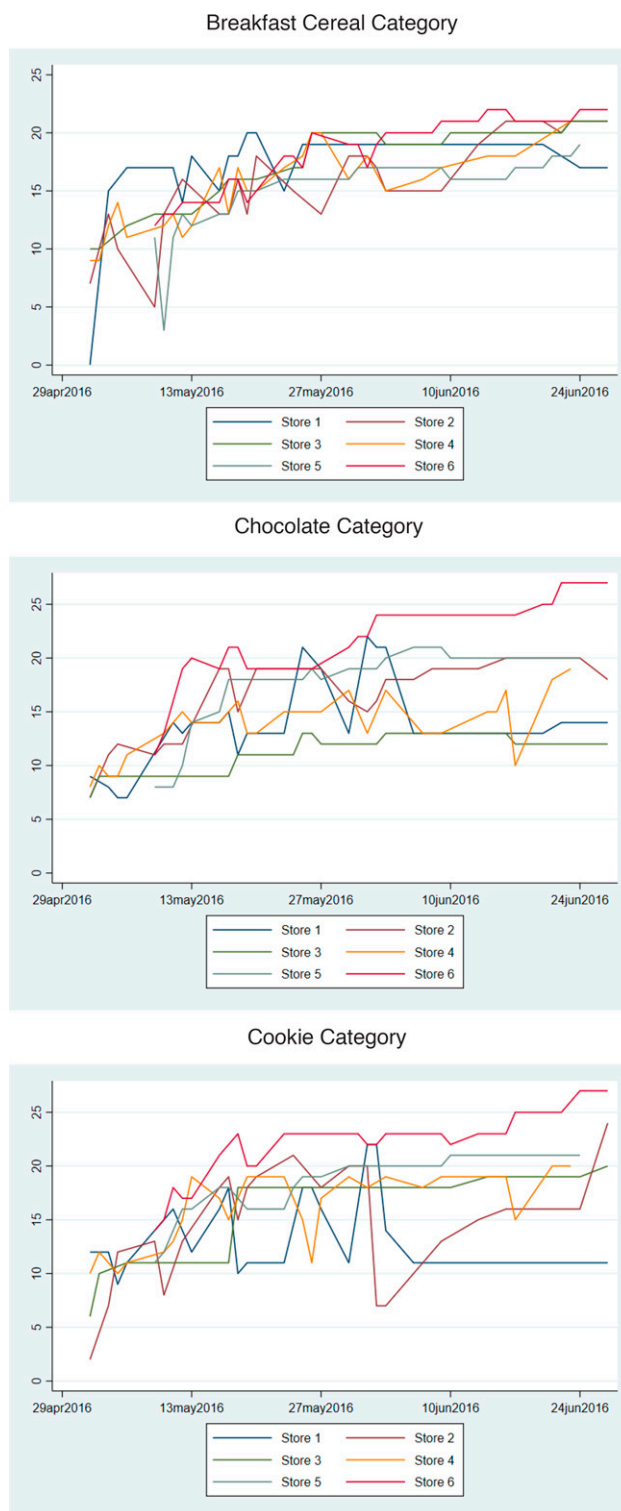 Breakfast Cereal Category
25
20
15
10
5
0
29apr2016 13may2016 27may2016 10jun2016 24jun2016
Store 1 Store 2
Store 3 Store 4
Store 5 Store 6
Chocolate Category
25
20
15
10
5
0
29apr2016 13may2016 27may2016 10jun2016 24jun2016
Store 1 Store 2
Store 3 Store 4
Store 5 Store 6
Cookie Category
25
20
15
10
5
0
29apr2016 13may2016 27may2016 10jun2016 24jun2016
Store 1 Store 2
Store 3 Store 4
Store 5 Store 6